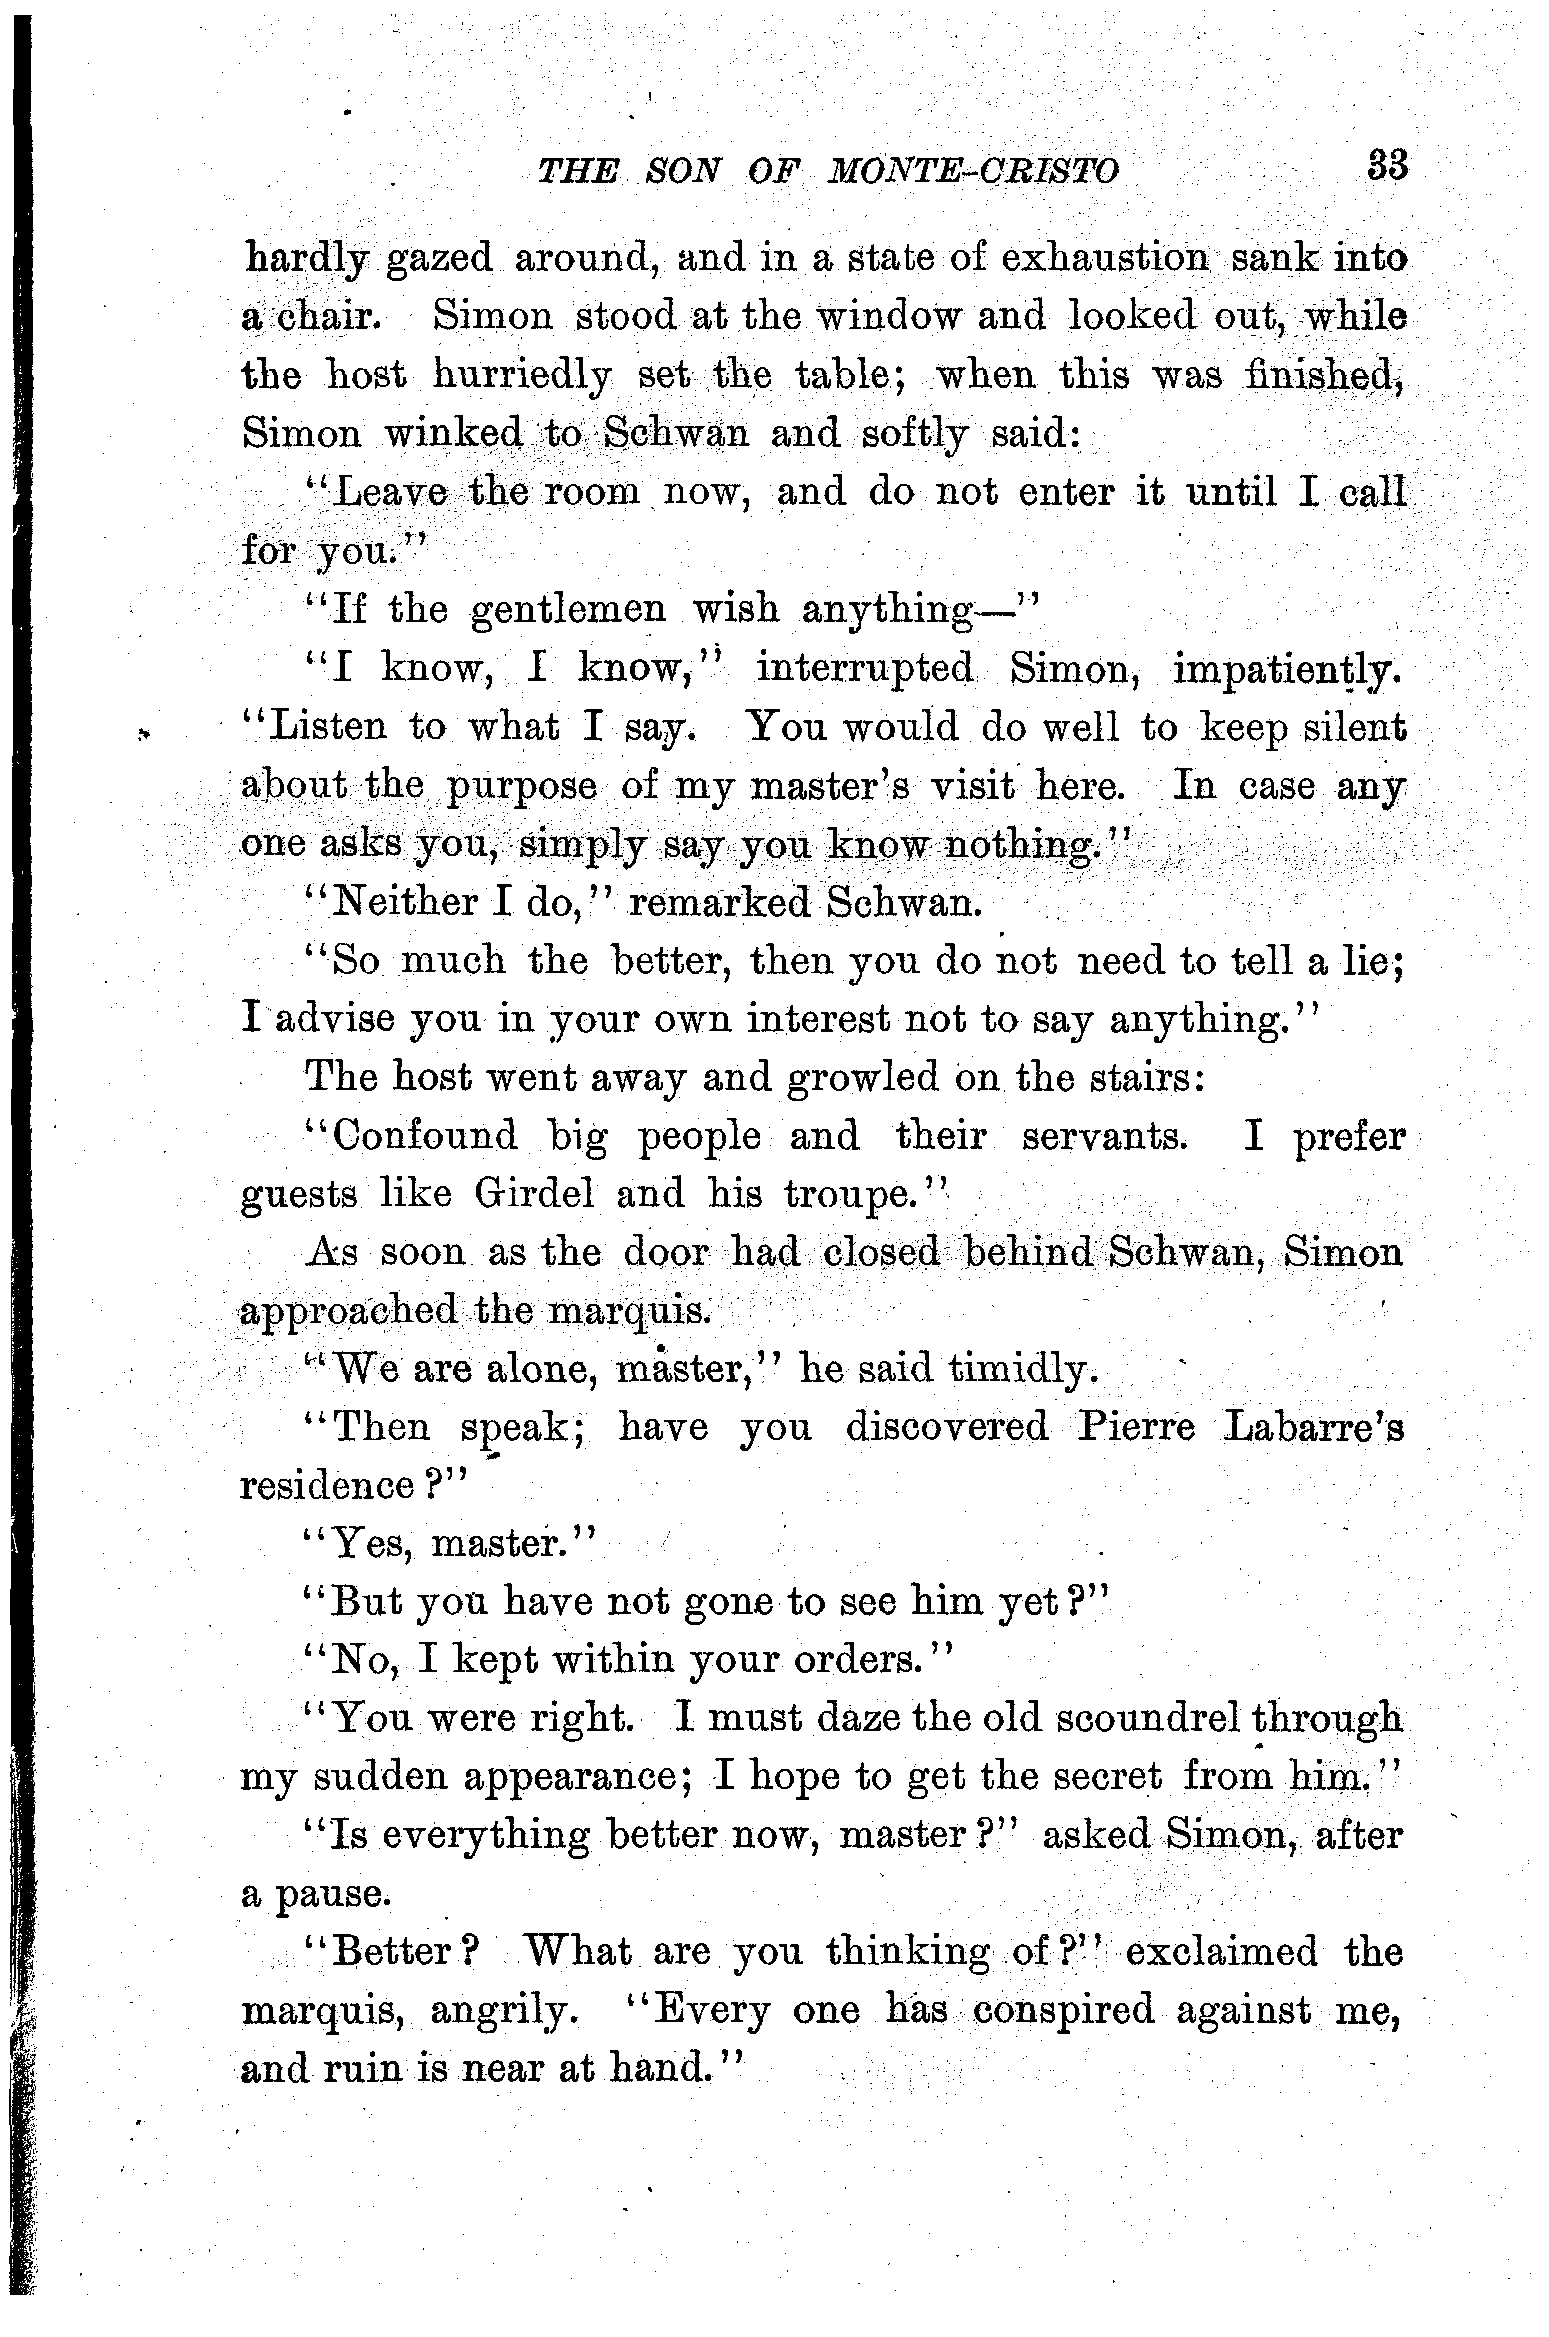 THE SON OF MONTE-CRISTO 33
hardly gazed around, and in a state of exhaustion sank into
a chair. Simon stood at the window and looked out, while
the host hurriedly set the table; when this was finished,
Simon winked to Schwan and softly said:
"Leave the room now, and do not enter it until I call
for you."
"If the gentlemen wish anything—"
"I know, I know," interrupted Simon, impatiently.
"Listen to what I say. You would do well to keep silent
about the purpose of my master's visit here. In case any
one asks you, simply say you know nothing."
"Neither I do," remarked Schwan.
"So much the better, then you do not need to tell a lie;
I advise you in your own interest not to say anything."
The host went away and growled on the stairs:
"Confound big people and their servants. I prefer
guests like Girdel and his troupe."
As soon as the door had closed behind Schwan, Simon
approached the marquis.
"We are alone, master," he said timidly.
"Then speak; have you discovered Pierre Labarre's
residence?"
"Yes, master."
"But you have not gone to see him yet?"
"No, I kept within your orders."
"You were right. I must daze the old scoundrel through
my sudden appearance; I hope to get the secret from him."
"Is everything better now, master?" asked Simon, after
a pause.
"Better? What are you thinking of?" exclaimed the
marquis, angrily. "Every one has conspired against me,
and ruin is near at hand."